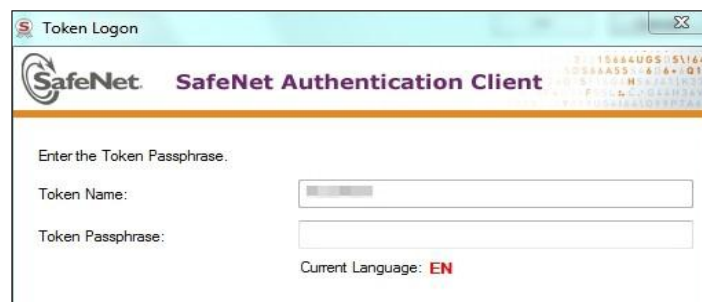 Token Logon
SafeNet. SafeNet Authentication Client
Enter the Token Passphrase.
Token Name:
Token Passphrase:
Current Language: EN